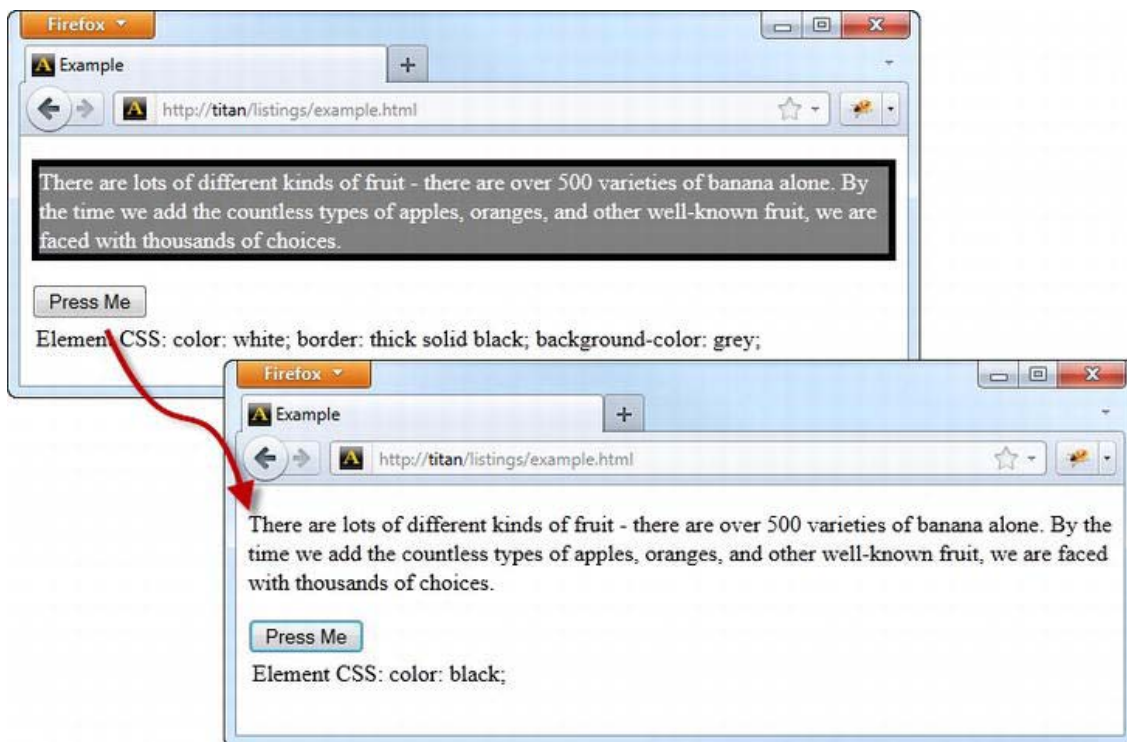 Firefox
Example
http://titan/listings/example.html
There are lots of different kinds of fruit - there are over 500 varieties of banana alone. By
the time we add the countless types of apples, oranges, and other well-known fruit, we are
faced with thousands of choices.
Press Me
Element CSS: color: white; border: thick solid black; background-color: grey;
Firefox
Example
http://titan/listings/example.html
There are lots of different kinds of fruit - there are over 500 varieties of banana alone. By the
time we add the countless types of apples, oranges, and other well-known fruit, we are faced
with thousands of choices.
Press Me
Element CSS: color: black;